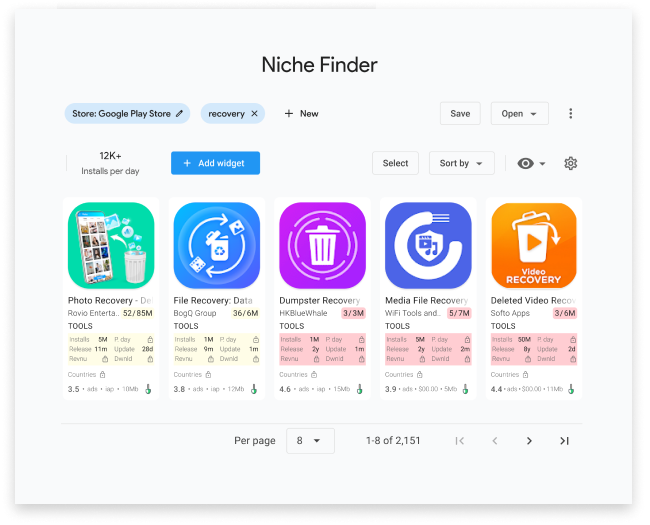 Niche Finder
Store: Google Play Store
recovery
New
Save
Open
12K+
Installs per day
Add widget
Select
Sort by
Photo Recovery - De
Rovio Enterta.. 52/85M
TOOLS
Installs 5M P. day
Release 11m Update 28d
Revnu Dwnld
Countries
3.5 • ads • iap • 10Mb
File Recovery: Data
BogQ Group 36/6M
TOOLS
Installs 1M P. day
Release 9m Update 1m
Revnu Dwnld
Countries
3.8 • ads • iap • 12Mb
Dumpster Recovery
HKBlueWhale 3/3M
TOOLS
Installs 1M P. day
Release 2y Update 1m
Revnu Dwnld
Countries
4.6 • ads • iap • 15Mb
Media File Recovery
WiFi Tools and.. 5/7M
TOOLS
Installs 5M P. day
Release 2y Update 2m
Revnu Dwnld
Countries
3.9 • ads • $00.00 • 5Mb
Video
RECOVERY
Deleted Video Recov
Softo Apps 3/6M
TOOLS
Installs 50M P. day
Release 8y Update 2d
Revnu Dwnld
Countries
4.4 • ads • $00.00 • 11Mb
Per page 8 1-8 of 2,151